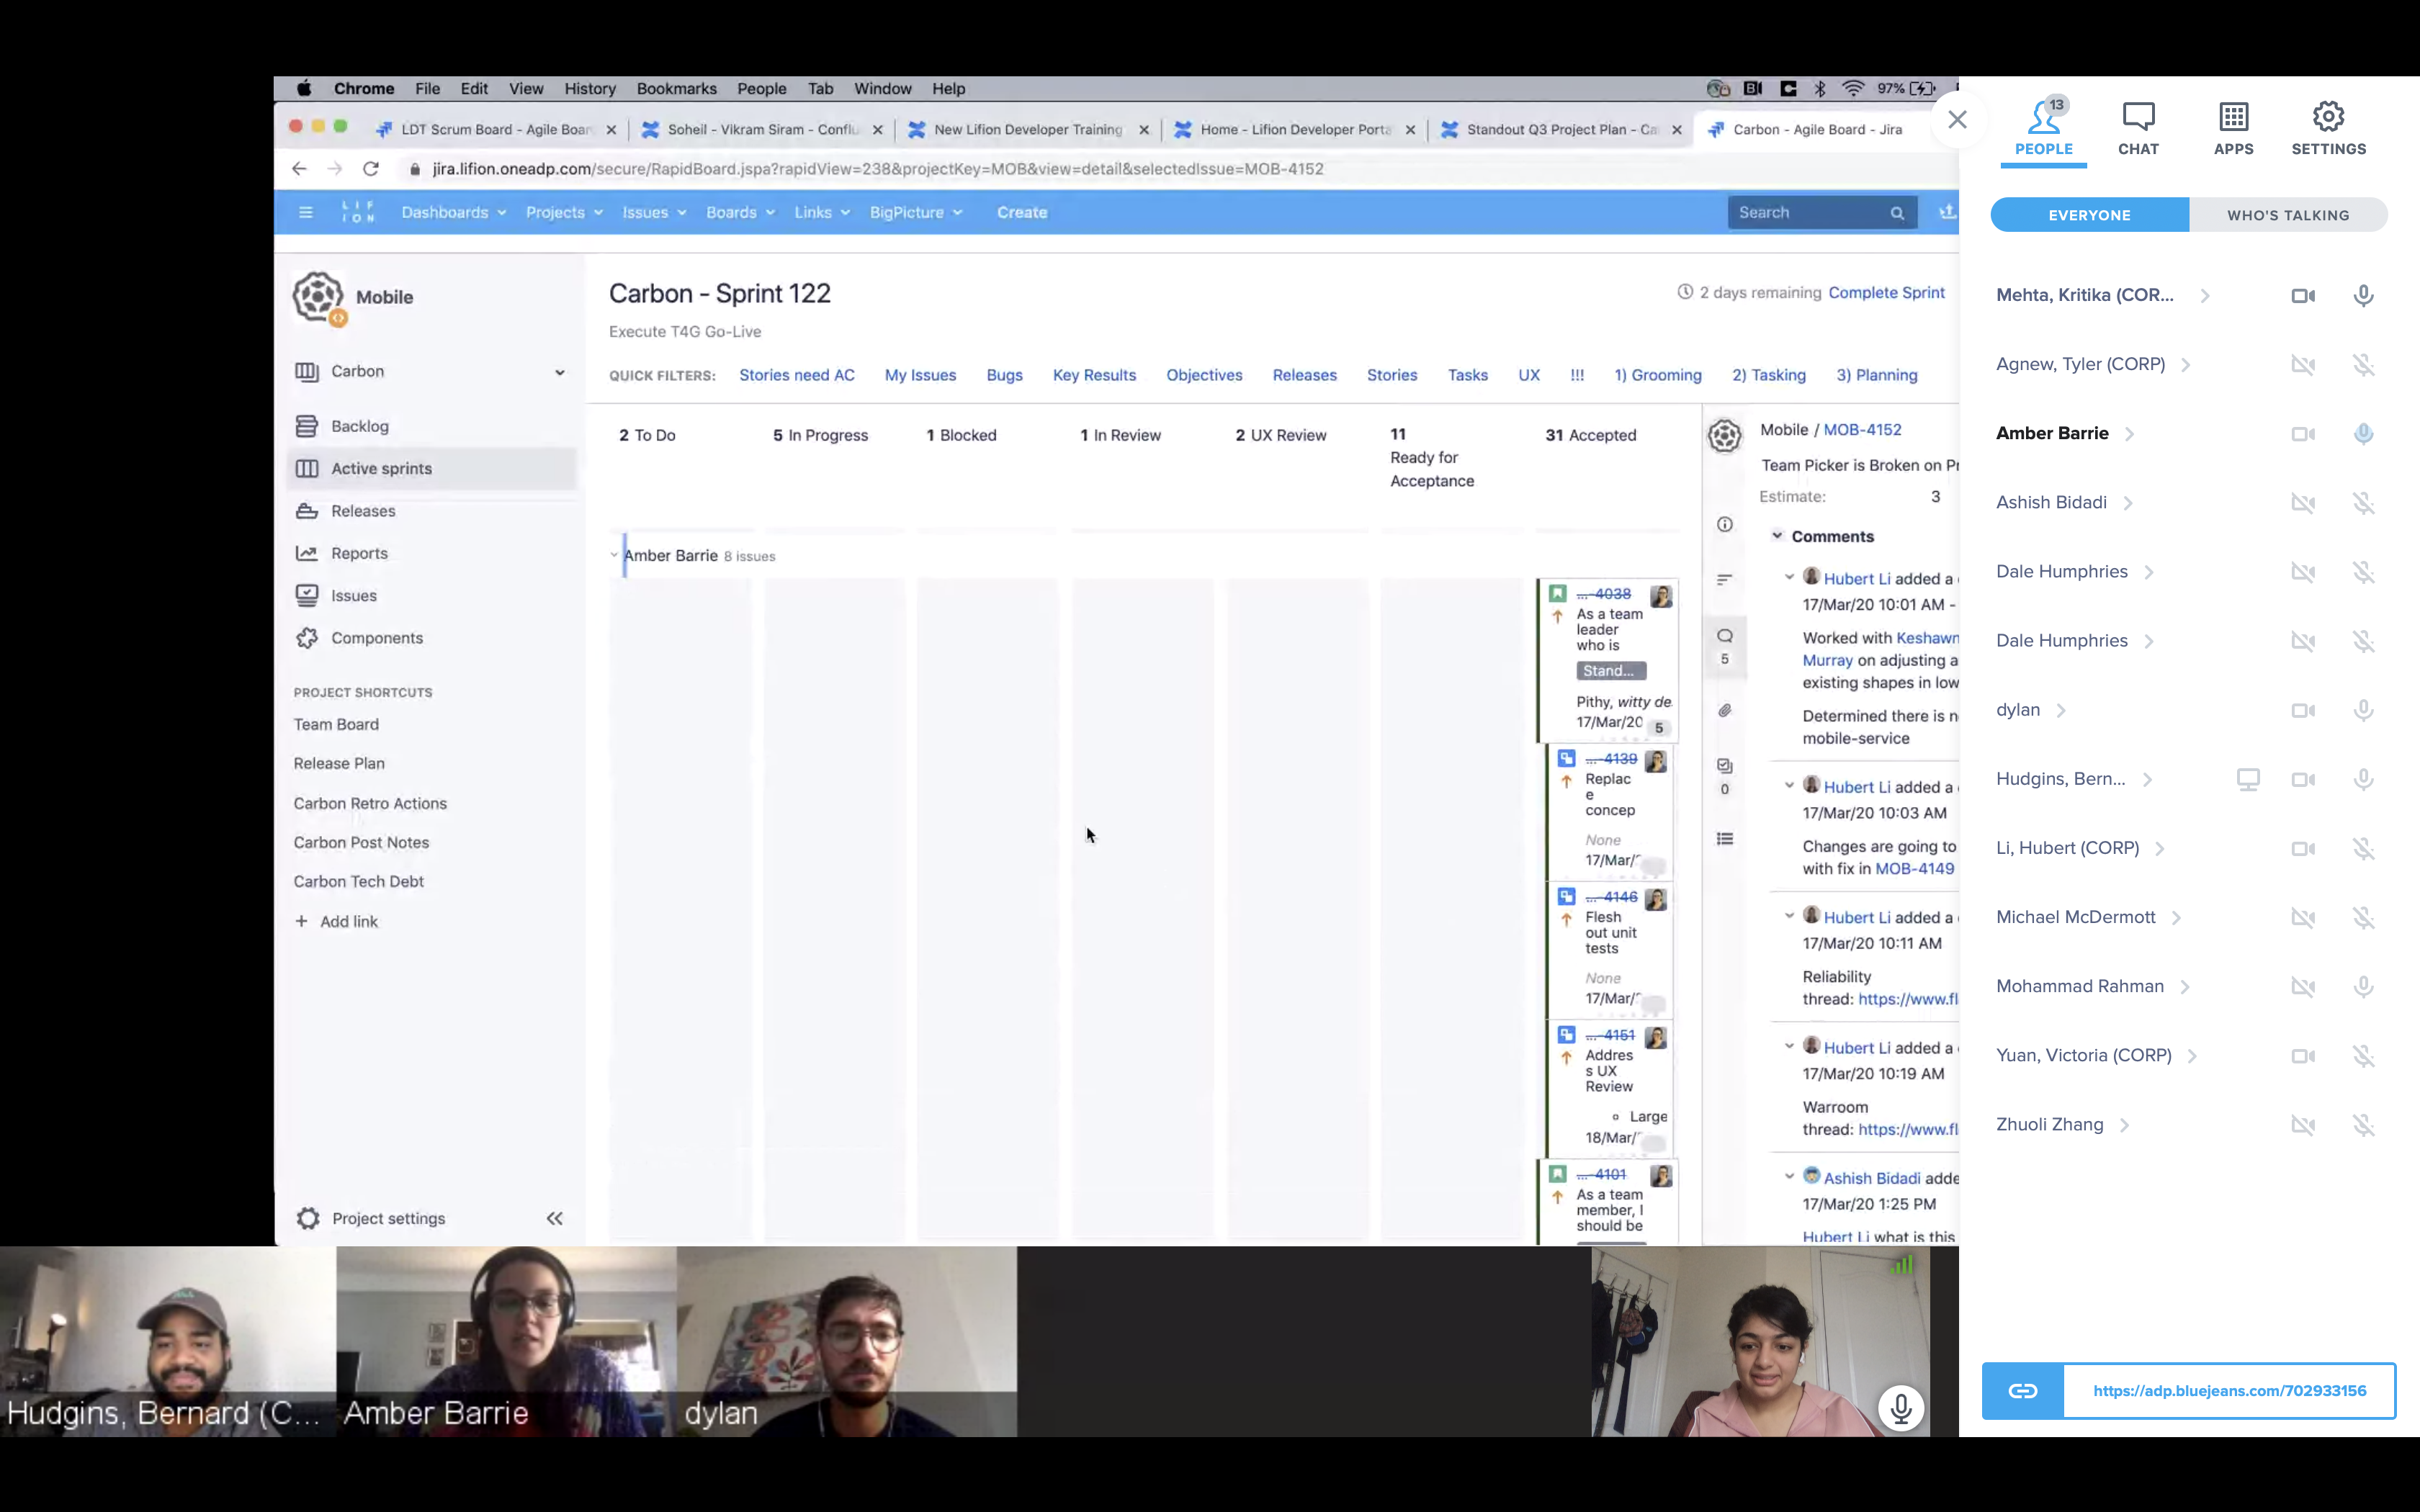 Chrome File Edit View History Bookmarks People Tab Window Help
97%
LDT Scrum Board - Agile Boar
Soheil - Vikram Siram - Conflu
New Lifion Developer Training
Home - Lifion Developer Porta
Standout Q3 Project Plan - Ca
Carbon - Agile Board - Jira
jira.lifion.oneadp.com/secure/RapidBoard.jspa?rapidView=238&projectKey=MOB&view=detail&selectedIssue=MOB-4152
LIF
ION
Dashboards Projects Issues Boards Links BigPicture Create
Search
Mobile
Carbon
Backlog
Active sprints
Releases
Reports
Issues
Components
PROJECT SHORTCUTS
Team Board
Release Plan
Carbon Retro Actions
Carbon Post Notes
Carbon Tech Debt
+ Add link
Project settings
Carbon - Sprint 122
2 days remaining Complete Sprint
Execute T4G Go-Live
QUICK FILTERS: Stories need AC My Issues Bugs Key Results Objectives Releases Stories Tasks UX !!! 1) Grooming 2) Tasking 3) Planning
2 To Do
5 In Progress
1 Blocked
1 In Review
2 UX Review
11
Ready for
Acceptance
31 Accepted
Amber Barrie 8 issues
...-4038
As a team
leader
who is
Stand...
Pithy, witty de
17/Mar/20
5
...-4139
Replac
e
concep
None
17/Mar/
...-4146
Flesh
out unit
tests
None
17/Mar/
...-4151
Addres
s UX
Review
Large
18/Mar/
...-4101
As a team
member, I
should be
5
0
Mobile / MOB-4152
Team Picker is Broken on Pr
Estimate: 3
Comments
Hubert Li added a
17/Mar/20 10:01 AM -
Worked with Keshawn
Murray on adjusting a
existing shapes in low
Determined there is n
mobile-service
Hubert Li added a
17/Mar/20 10:03 AM
Changes are going to
with fix in MOB-4149
Hubert Li added a
17/Mar/20 10:11 AM
Reliability
thread: https://www.fl
Hubert Li added a
17/Mar/20 10:19 AM
Warroom
thread: https://www.fl
Ashish Bidadi adde
17/Mar/20 1:25 PM
Hubert Li what is this
13
PEOPLE CHAT APPS SETTINGS
EVERYONE WHO'S TALKING
Mehta, Kritika (COR...
Agnew, Tyler (CORP)
Amber Barrie
Ashish Bidadi
Dale Humphries
Dale Humphries
dylan
Hudgins, Bern...
Li, Hubert (CORP)
Michael McDermott
Mohammad Rahman
Yuan, Victoria (CORP)
Zhuoli Zhang
https://adp.bluejeans.com/702933156
Hudgins, Bernard (C...
Amber Barrie
dylan